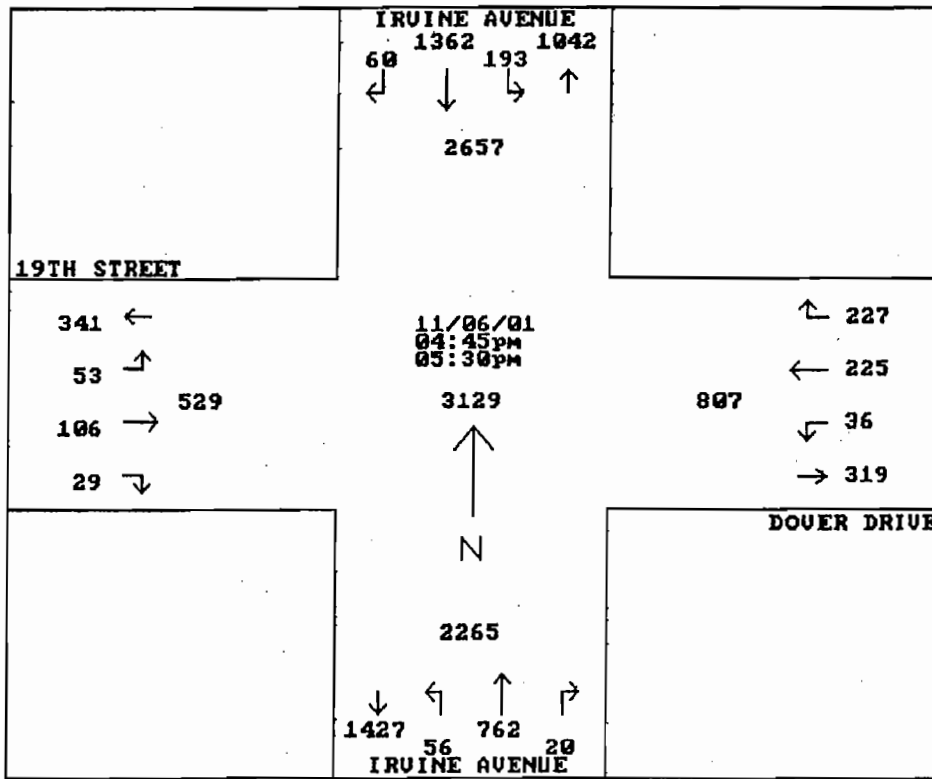 IRVINE AVENUE
1362 1042
60 193
2657
19TH STREET
341 227
11/06/01
04:45pm
05:30pm
53 225
529 3129 807
106 36
29 319
DOVER DRIVE
N
2265
1427 762
56 20
IRVINE AVENUE